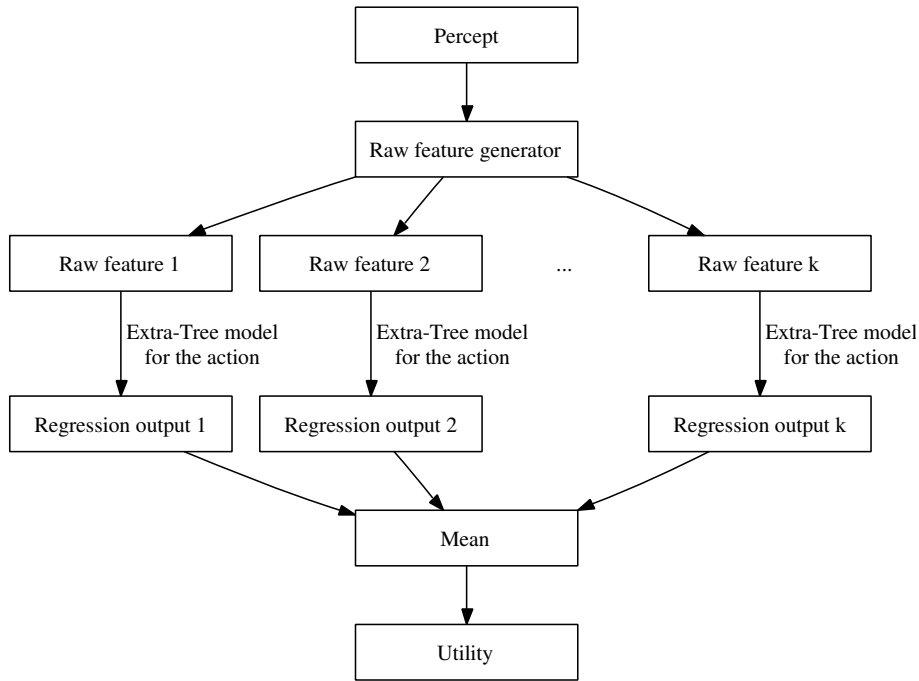 Percept
Raw feature generator
Raw feature 1
Raw feature 2
...
Raw feature k
Extra-Tree model
for the action
Extra-Tree model
for the action
Extra-Tree model
for the action
Regression output 1
Regression output 2
Regression output k
Mean
Utility